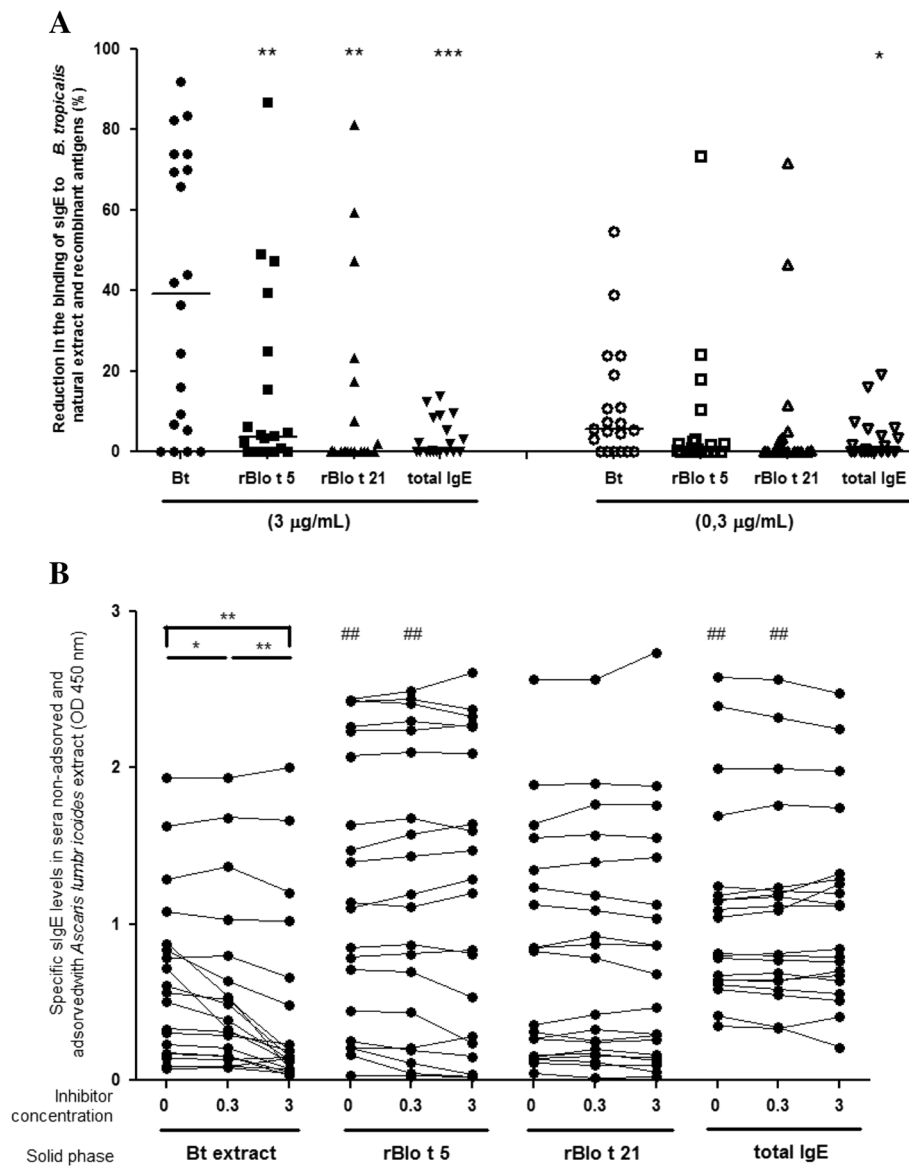 A
Reduction in the binding of sIgE to B. tropicalis
natural extract and recombinant antigens (%)
100
80
60
40
20
0
** ** *** *
Bt rBlo t 5 rBlo t 21 total IgE Bt rBlo t 5 rBlo t 21 total IgE
(3 µg/mL) (0,3 µg/mL)
B
Specific sIgE levels in sera non-adsorved and
adsorvedwith Ascaris lumbr icoides extract (OD 450 nm)
3
2
1
0
**
* **
## ## ## ##
Inhibitor
concentration
0 0.3 3 0 0.3 3 0 0.3 3 0 0.3 3
Solid phase Bt extract rBlo t 5 rBlo t 21 total IgE